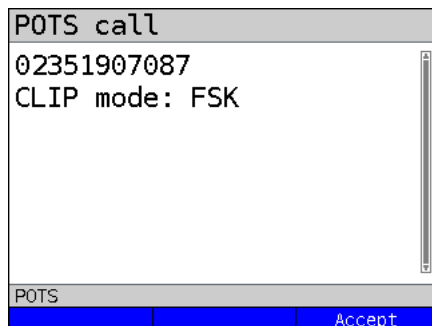 POTS call
02351907087
CLIP mode: FSK
POTS
Accept